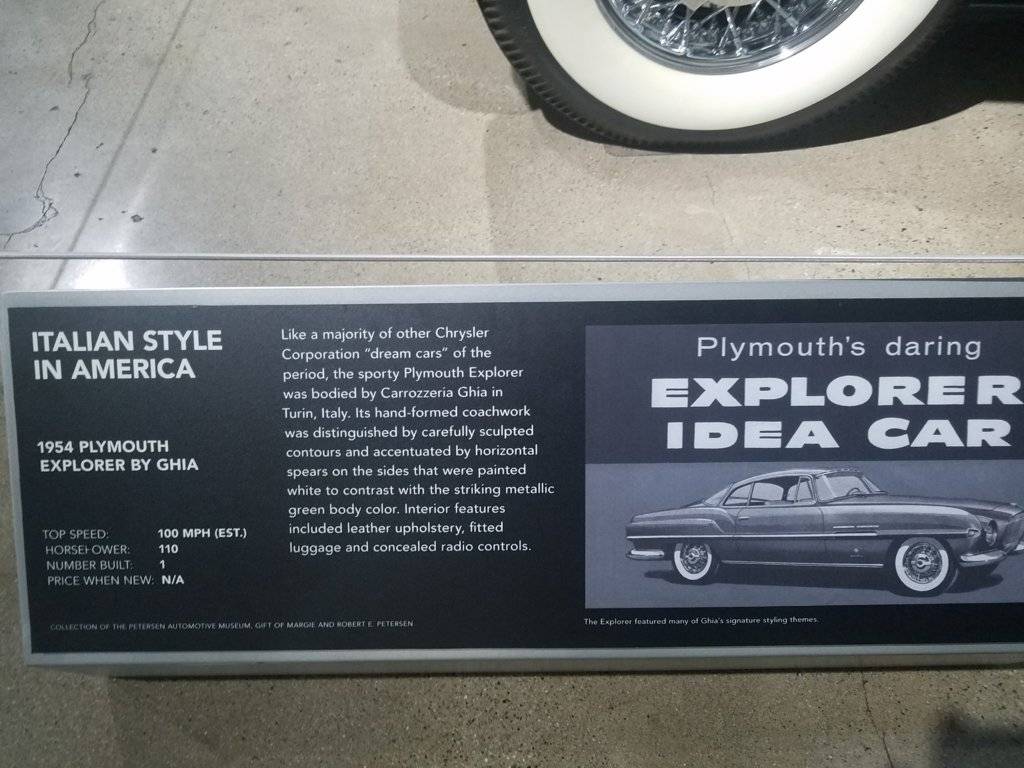 ITALIAN STYLE
IN AMERICA
1954 PLYMOUTH
EXPLORER BY GHIA
TOP SPEED: 100 MPH (EST.)
HORSEPOWER: 110
NUMBER BUILT: 1
PRICE WHEN NEW: N/A
COLLECTION OF THE PETERSEN AUTOMOTIVE MUSEUM, GIFT OF MARGIE AND ROBERT E. PETERSEN
Like a majority of other Chrysler
Corporation “dream cars” of the
period, the sporty Plymouth Explorer
was bodied by Carrozzeria Ghia in
Turin, Italy. Its hand-formed coachwork
was distinguished by carefully sculpted
contours and accentuated by horizontal
spears on the sides that were painted
white to contrast with the striking metallic
green body color. Interior features
included leather upholstery, fitted
luggage and concealed radio controls.
Plymouth's daring
EXPLORER
IDEA CAR
The Explorer featured many of Ghia's signature styling themes.